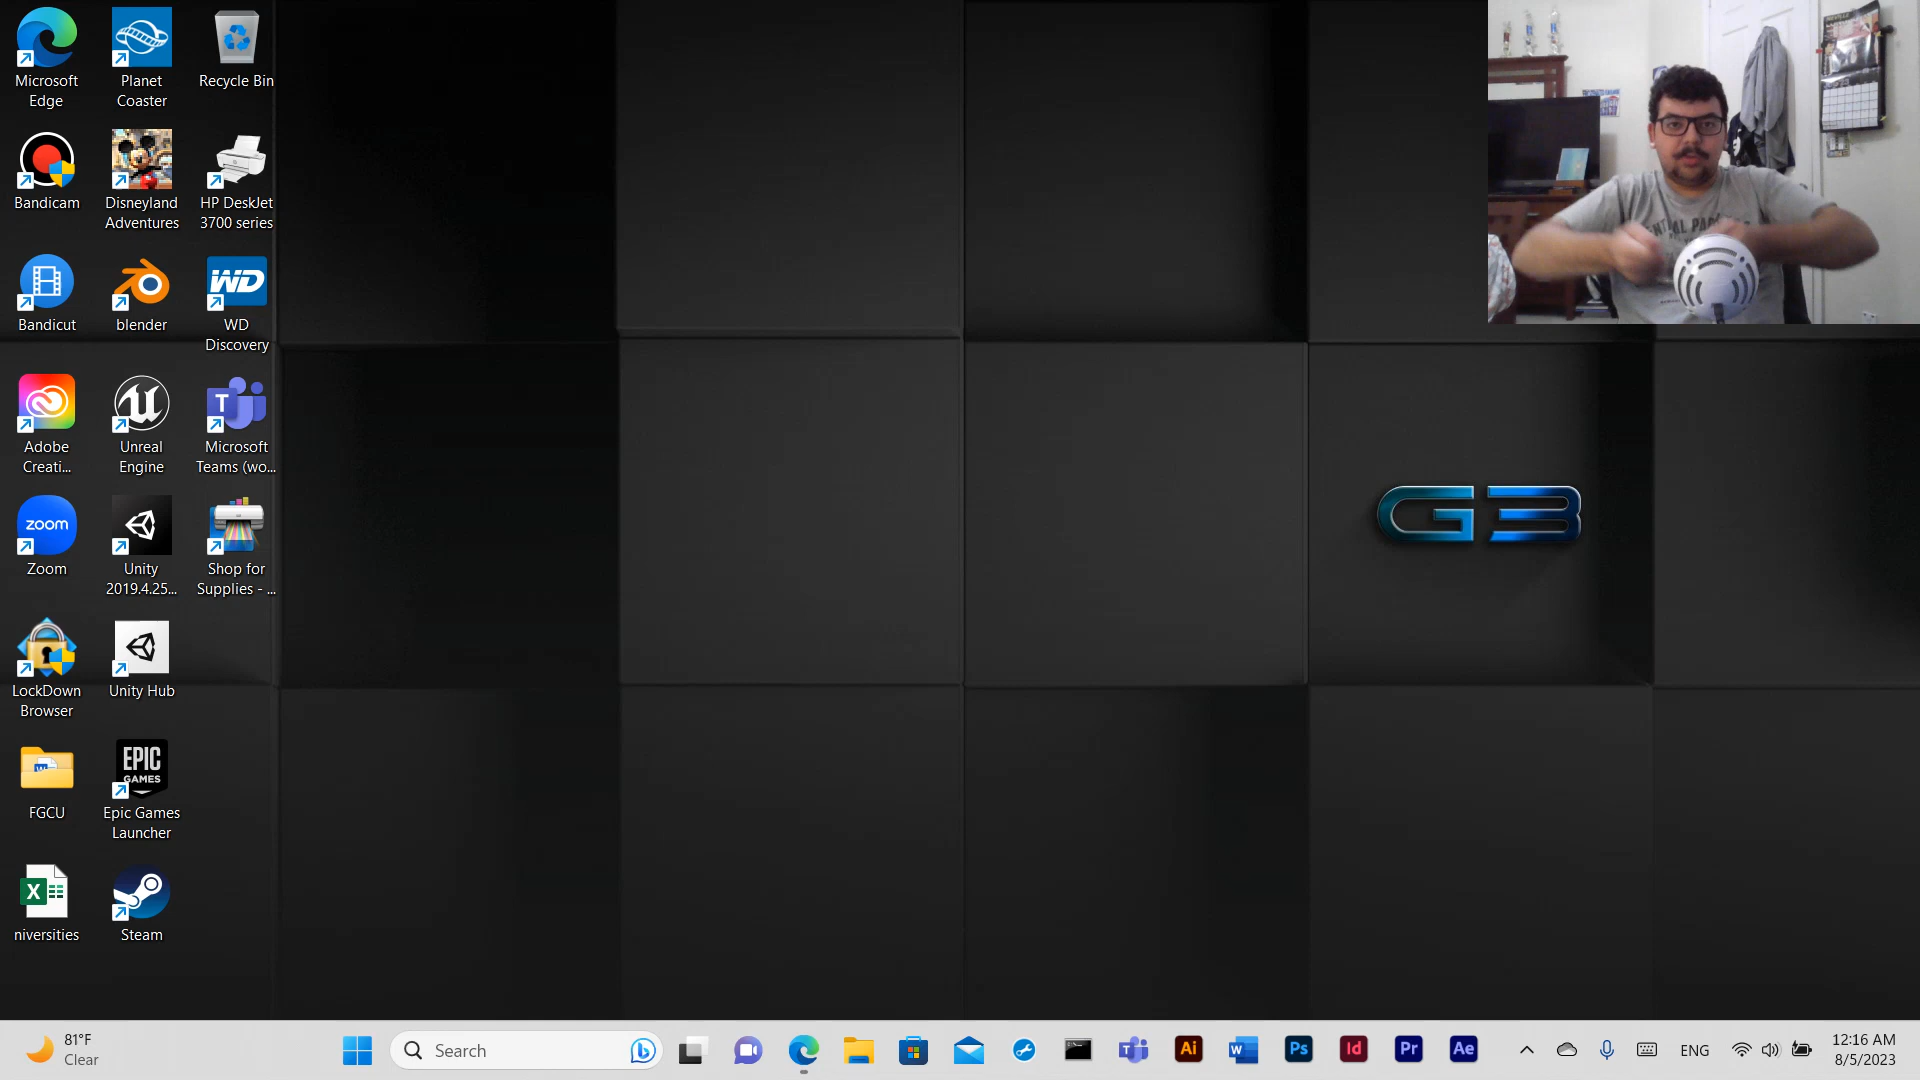 Microsoft
Edge
Planet
Coaster
Recycle Bin
Bandicam
Disneyland
Adventures
HP DeskJet
3700 series
Bandicut
blender
WD
WD
Discovery
Adobe
Creati...
Unreal
Engine
T
Microsoft
Teams (wo...
zoom
Zoom
Unity
2019.4.25...
Shop for
Supplies - ...
LockDown
Browser
Unity Hub
W
FGCU
EPIC
GAMES
Epic Games
Launcher
X
niversities
Steam
G3
81°F
Clear
Search
T
Ai
W
Ps
Id
Pr
Ae
ENG
12:16 AM
8/5/2023